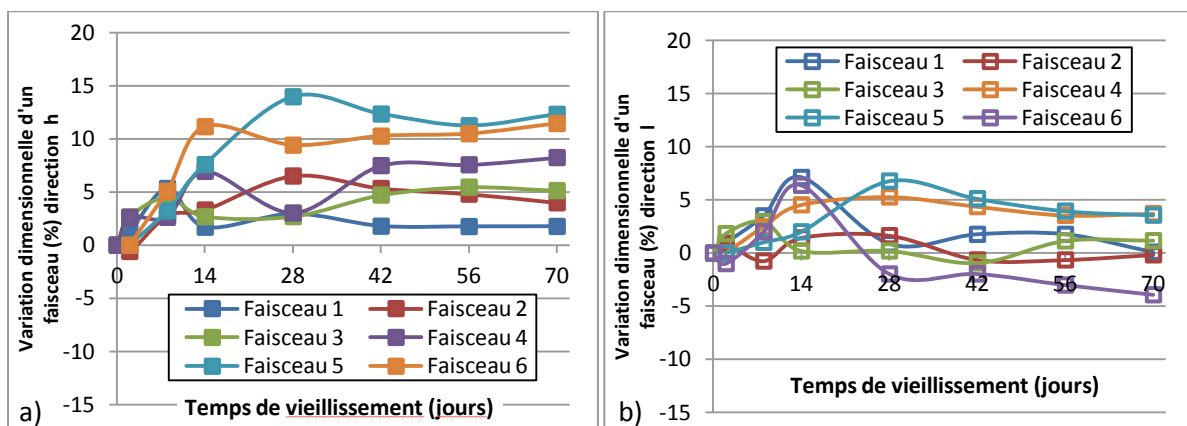 Variation dimensionnelle d'un
faisceau (%) direction h
20
15
10
5
0
-5
-10
-15
0 14 28 42 56 70
Faisceau 1 Faisceau 2
Faisceau 3 Faisceau 4
Faisceau 5 Faisceau 6
Temps de vieillissement (jours)
a)
Variation dimensionnelle d'un
faisceau (%) direction l
20
15
10
5
0
-5
-10
-15
Faisceau 1 Faisceau 2
Faisceau 3 Faisceau 4
Faisceau 5 Faisceau 6
0 14 28 42 56 70
Temps de vieillissement (jours)
b)